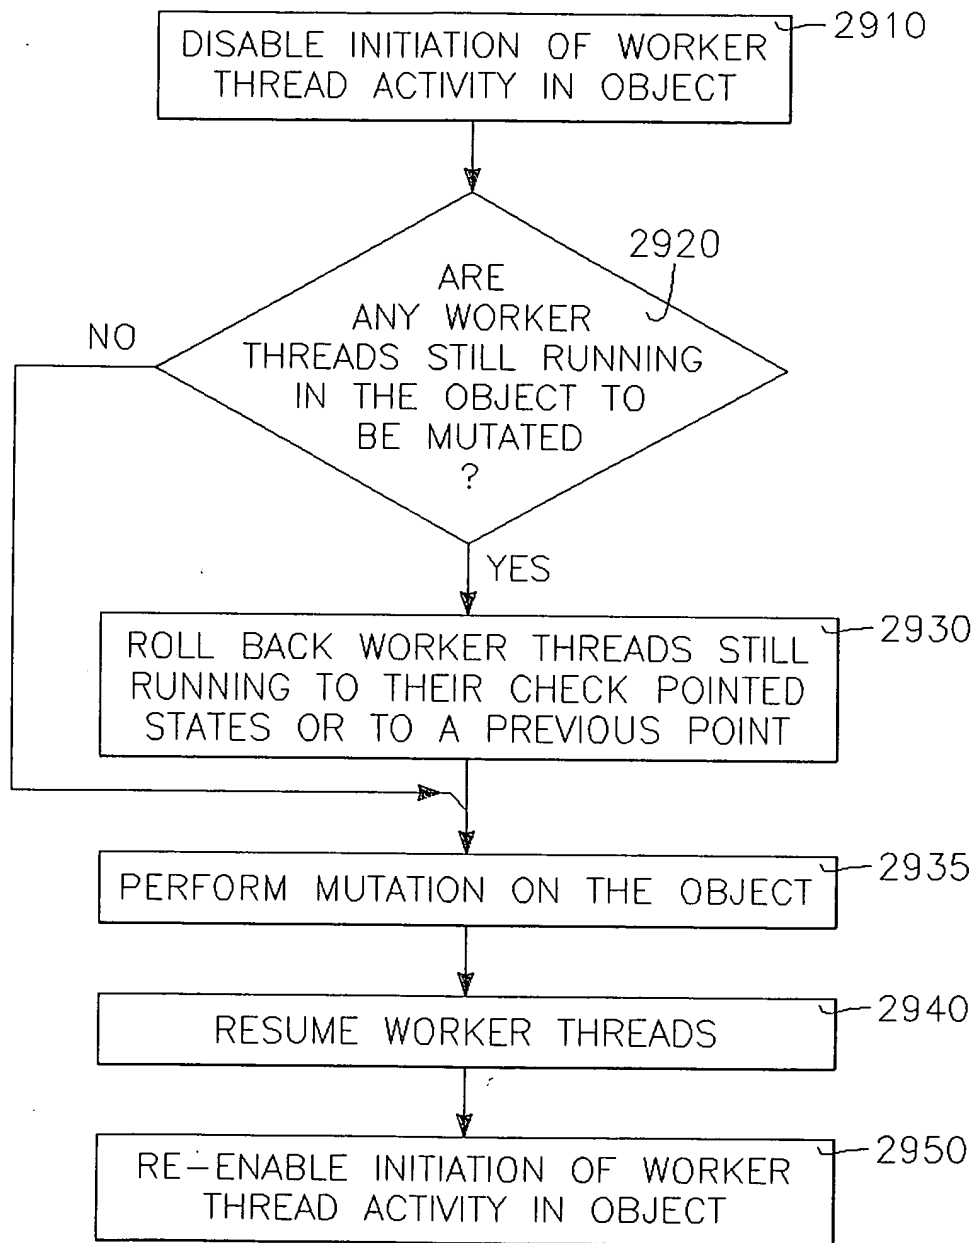 2910
DISABLE INITIATION OF WORKER
THREAD ACTIVITY IN OBJECT
2920
ARE
ANY WORKER
THREADS STILL RUNNING
IN THE OBJECT TO
BE MUTATED
?
NO
YES
2930
ROLL BACK WORKER THREADS STILL
RUNNING TO THEIR CHECK POINTED
STATES OR TO A PREVIOUS POINT
2935
PERFORM MUTATION ON THE OBJECT
2940
RESUME WORKER THREADS
2950
RE-ENABLE INITIATION OF WORKER
THREAD ACTIVITY IN OBJECT